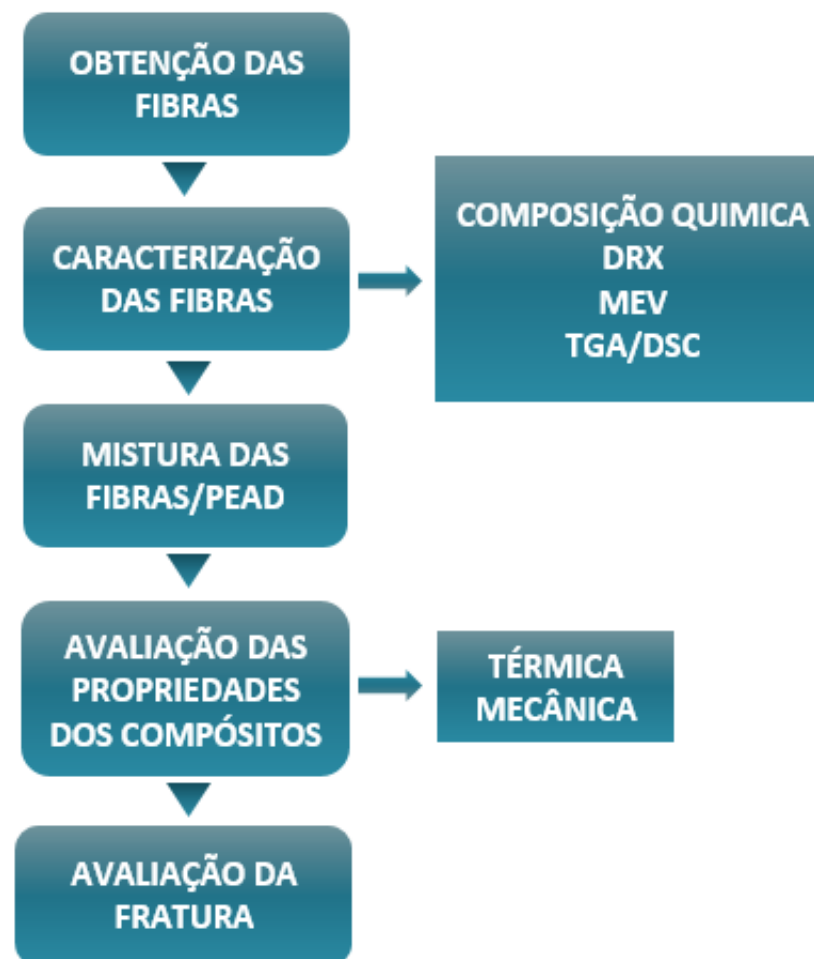 OBTENÇÃO DAS
FIBRAS
CARACTERIZAÇÃO
DAS FIBRAS
COMPOSIÇÃO QUIMICA
DRX
MEV
TGA/DSC
MISTURA DAS
FIBRAS/PEAD
AVALIAÇÃO DAS
PROPRIEDADES
DOS COMPÓSITOS
TÉRMICA
MECÂNICA
AVALIAÇÃO DA
FRATURA